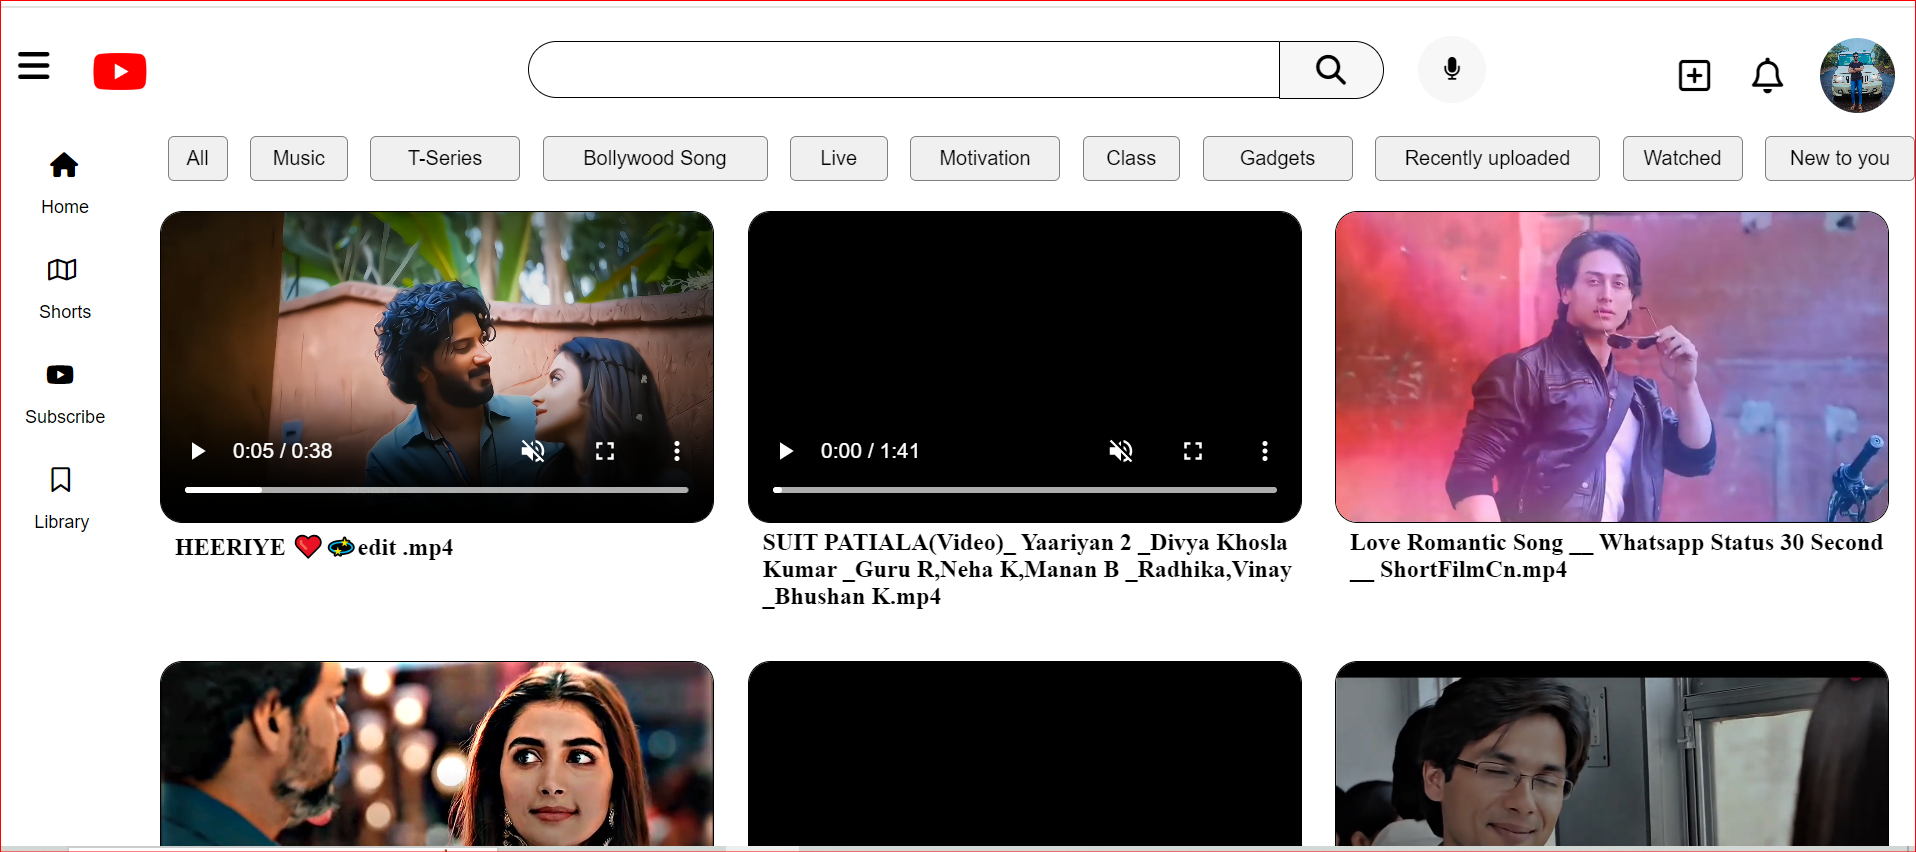 All
Music
T-Series
Bollywood Song
Live
Motivation
Class
Gadgets
Recently uploaded
Watched
New to you
Home
Shorts
Subscribe
Library
0:05 / 0:38
0:00 / 1:41
HEERIYE ❤️💫edit .mp4
SUIT PATIALA(Video)_ Yaariyan 2 _Divya Khosla
Kumar _Guru R,Neha K,Manan B _Radhika,Vinay
_Bhushan K.mp4
Love Romantic Song __ Whatsapp Status 30 Second
__ ShortFilmCn.mp4